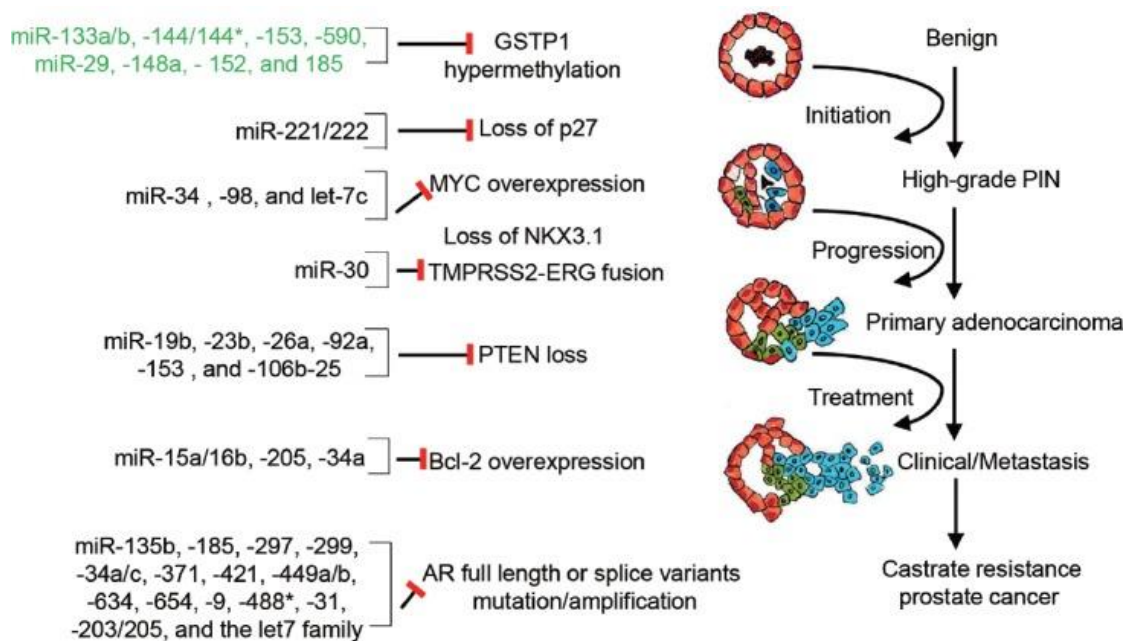 miR-133a/b, -144/144*, -153, -590,
miR-29, -148a, - 152, and 185
GSTP1
hypermethylation
miR-221/222
Loss of p27
miR-34 , -98, and let-7c
MYC overexpression
Loss of NKX3.1
miR-30
TMPRSS2-ERG fusion
miR-19b, -23b, -26a, -92a,
-153 , and -106b-25
PTEN loss
miR-15a/16b, -205, -34a
Bcl-2 overexpression
miR-135b, -185, -297, -299,
-34a/c, -371, -421, -449a/b,
-634, -654, -9, -488*, -31,
-203/205, and the let7 family
AR full length or splice variants
mutation/amplification
Benign
Initiation
High-grade PIN
Progression
Primary adenocarcinoma
Treatment
Clinical/Metastasis
Castrate resistance
prostate cancer